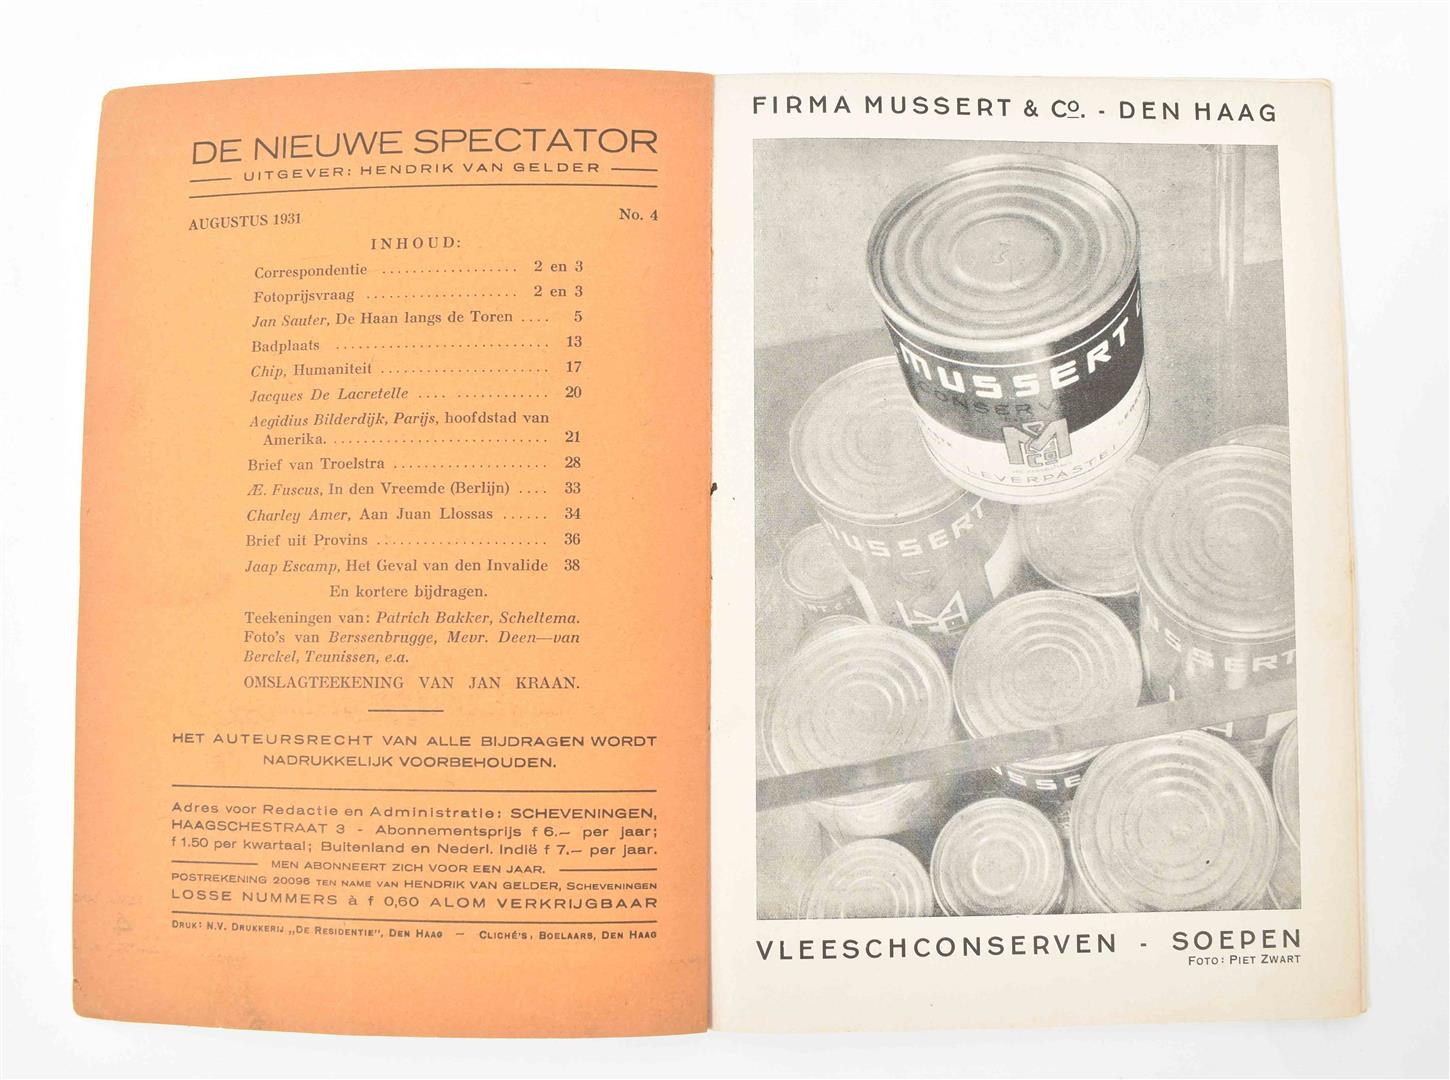 DE NIEUWE SPECTATOR
UITGEVER: HENDRIK VAN GELDER
AUGUSTUS 1931 No. 4
INHOUD:
Correspondentie .................. 2 en 3
Fotoprijsvraag .................... 2 en 3
Jan Sauter, De Haan langs de Toren .... 5
Badplaats ............................ 13
Chip, Humaniteit ...................... 17
Jacques De Lacretelle .... ............ 20
Aegidius Bilderdijk, Parijs, hoofdstad van
Amerika. ............................ 21
Brief van Troelstra .................... 28
Æ. Fuscus, In den Vreemde (Berlijn) .... 33
Charley Amer, Aan Juan Llossas ...... 34
Brief uit Provins ...................... 36
Jaap Escamp, Het Geval van den Invalide 38
En kortere bijdragen.
Teekeningen van: Patrich Bakker, Scheltema.
Foto's van Berssenbrugge, Mevr. Deen—van
Berckel, Teunissen, e.a.
OMSLAGTEEKENING VAN JAN KRAAN.
HET AUTEURSRECHT VAN ALLE BIJDRAGEN WORDT
NADRUKKELIJK VOORBEHOUDEN.
Adres voor Redactie en Administratie: SCHEVENINGEN,
HAAGSCHESTRAAT 3 - Abonnementsprijs f 6.— per jaar;
f 1.50 per kwartaal; Buitenland en Nederl. Indië f 7.— per jaar.
MEN ABONNEERT ZICH VOOR EEN JAAR.
POSTREKENING 20096 TEN NAME VAN HENDRIK VAN GELDER, SCHEVENINGEN
LOSSE NUMMERS à f 0,60 ALOM VERKRIJGBAAR
DRUK: N.V. DRUKKERIJ „DE RESIDENTIE", DEN HAAG — CLICHÉ'S, BOELAARS, DEN HAAG
FIRMA MUSSERT & Co. - DEN HAAG
MUSSERT
CONSERV
M
Co
LEVERPASTEI
MUSSERT
SSERT
VLEESCHCONSERVEN - SOEPEN
FOTO: PIET ZWART